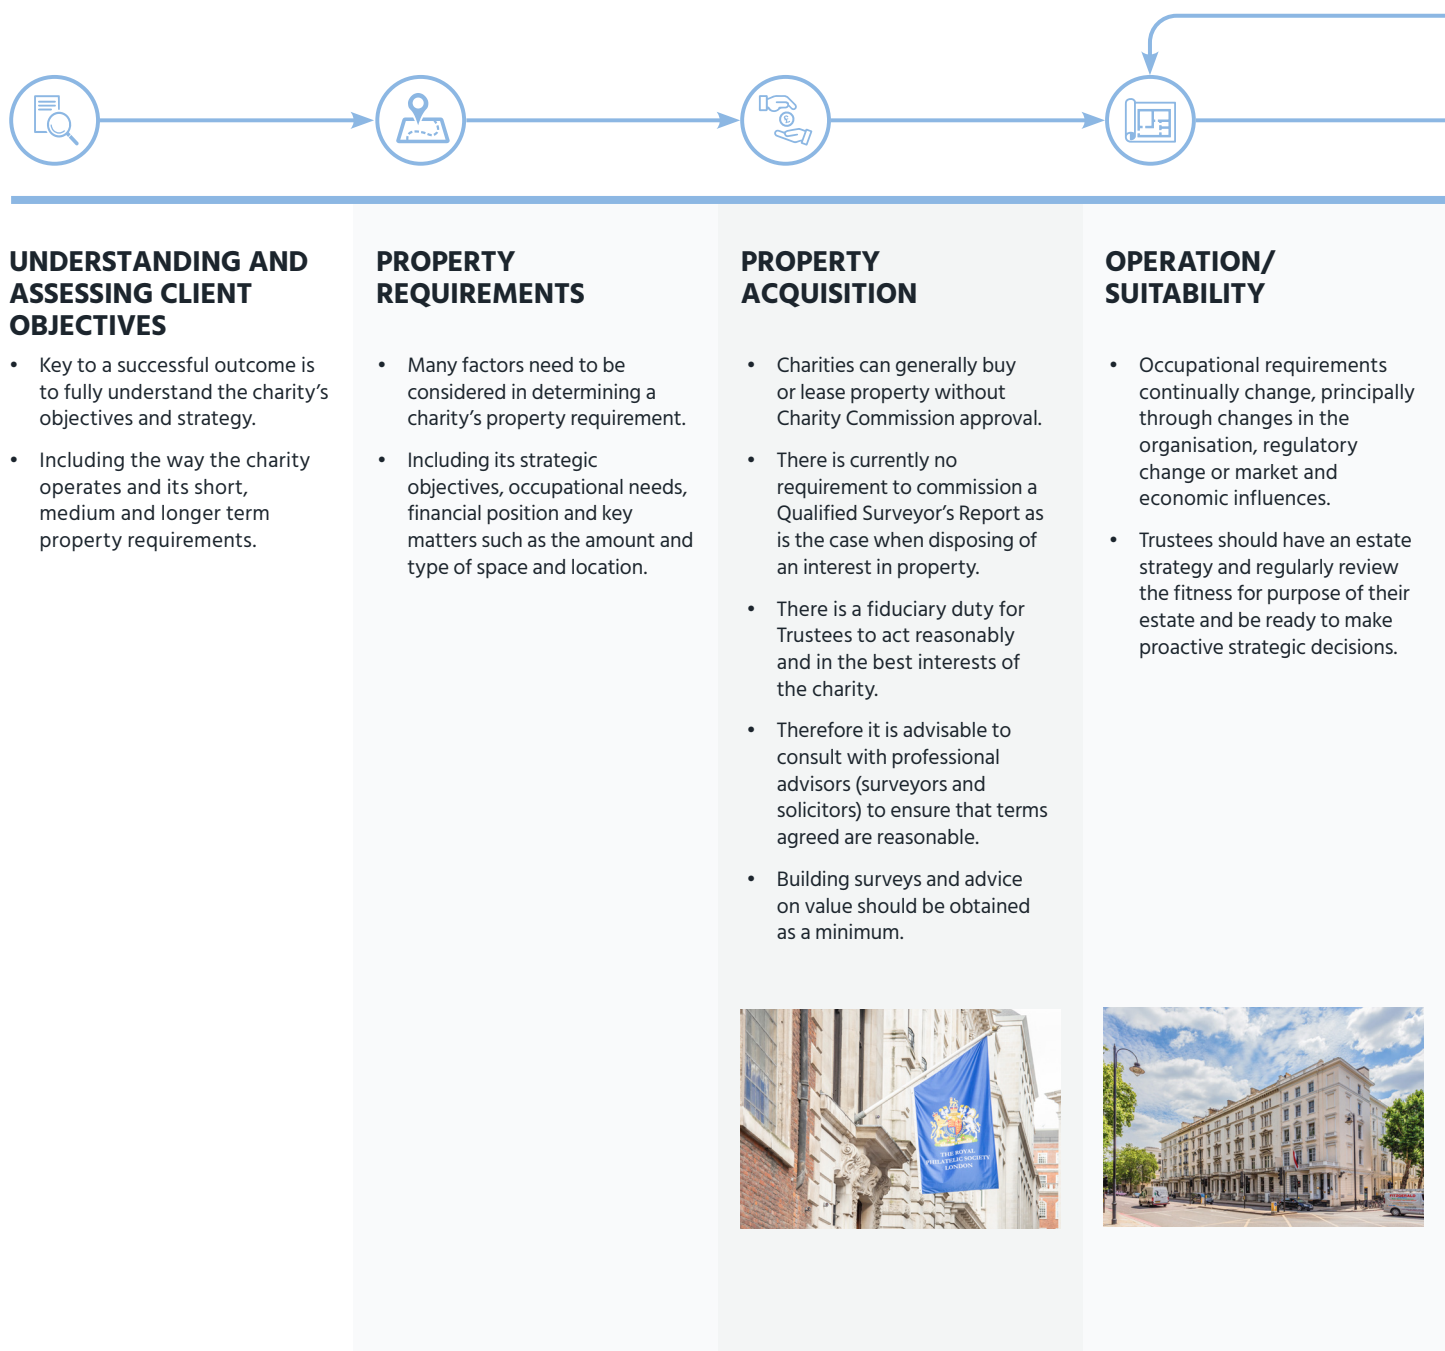 UNDERSTANDING AND
ASSESSING CLIENT
OBJECTIVES
• Key to a successful outcome is
to fully understand the charity's
objectives and strategy.
• Including the way the charity
operates and its short,
medium and longer term
property requirements.
PROPERTY
REQUIREMENTS
• Many factors need to be
considered in determining a
charity's property requirement.
• Including its strategic
objectives, occupational needs,
financial position and key
matters such as the amount and
type of space and location.
PROPERTY
ACQUISITION
• Charities can generally buy
or lease property without
Charity Commission approval.
• There is currently no
requirement to commission a
Qualified Surveyor's Report as
is the case when disposing of
an interest in property.
• There is a fiduciary duty for
Trustees to act reasonably
and in the best interests of
the charity.
• Therefore it is advisable to
consult with professional
advisors (surveyors and
solicitors) to ensure that terms
agreed are reasonable.
• Building surveys and advice
on value should be obtained
as a minimum.
THE ROYAL
PHILATELIC SOCIETY
LONDON
OPERATION/
SUITABILITY
• Occupational requirements
continually change, principally
through changes in the
organisation, regulatory
change or market and
economic influences.
• Trustees should have an estate
strategy and regularly review
the fitness for purpose of their
estate and be ready to make
proactive strategic decisions.